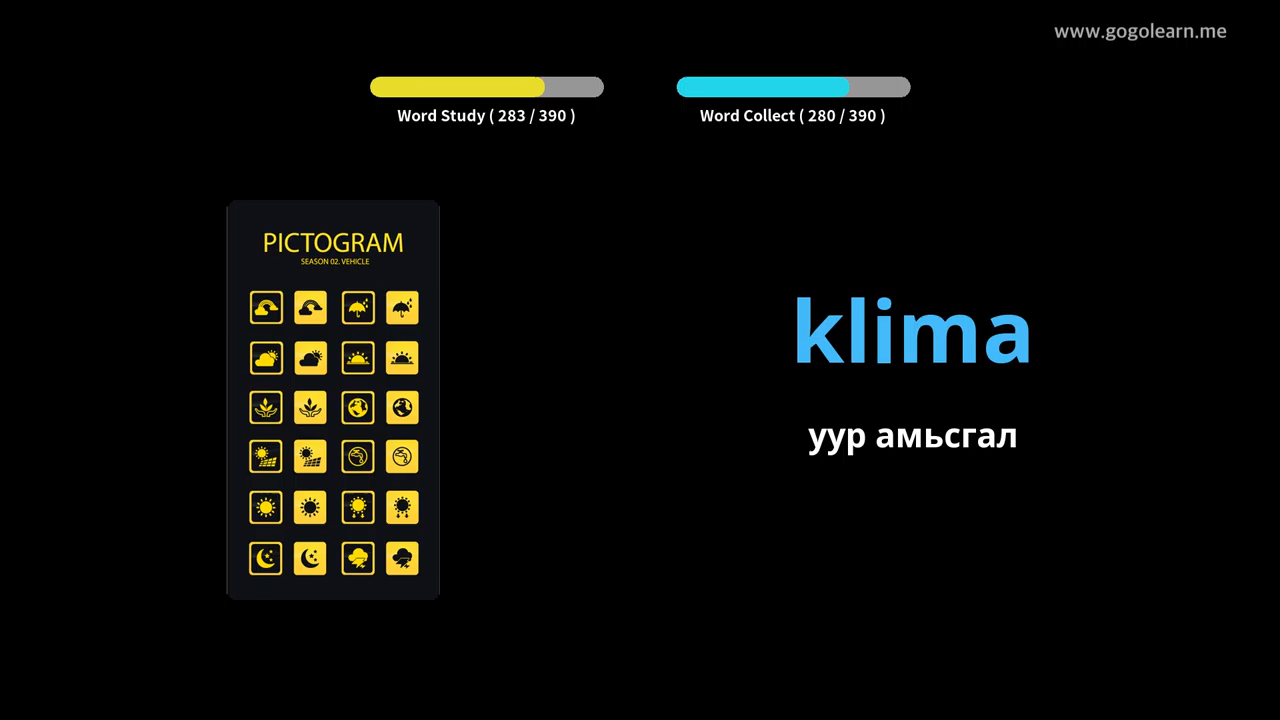 www.gogolearn.me
Word Study ( 283 / 390 )
Word Collect ( 280 / 390 )
PICTOGRAM
SEASON 02. VEHICLE
klima
уур амьсгал